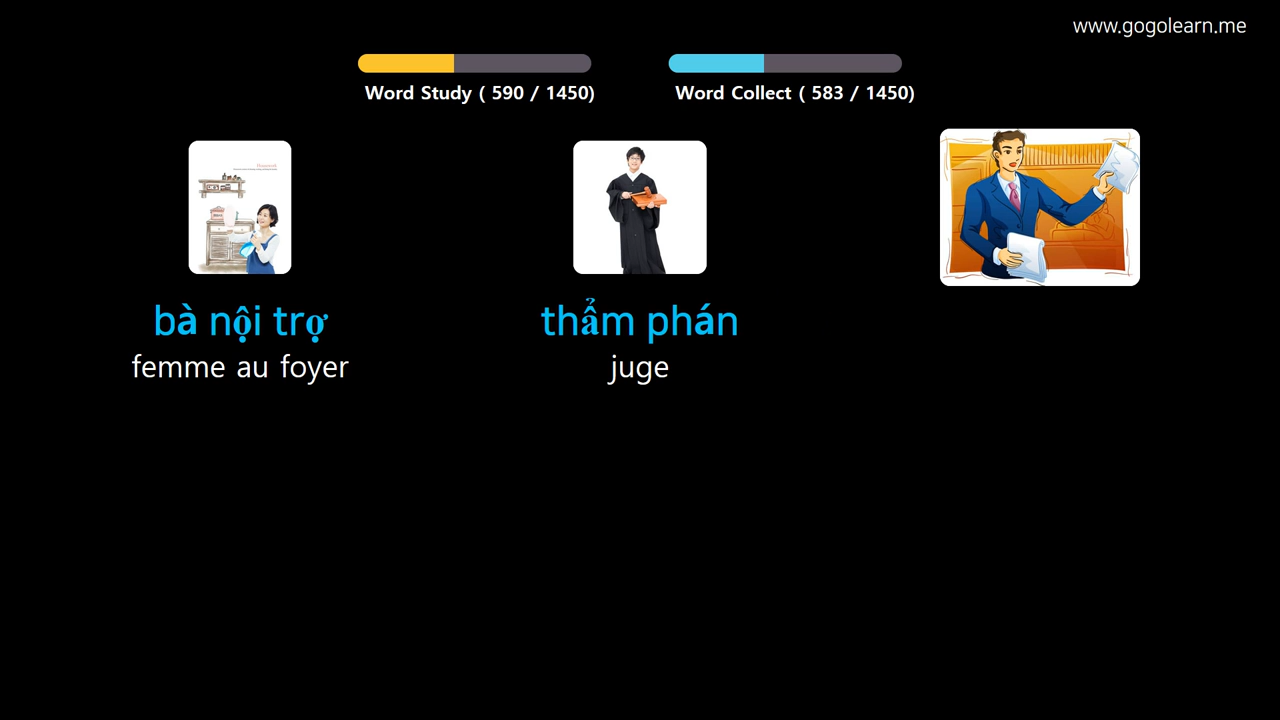 www.gogolearn.me
Word Study ( 590 / 1450)
Word Collect ( 583 / 1450)
bà nội trợ
femme au foyer
thẩm phán
juge